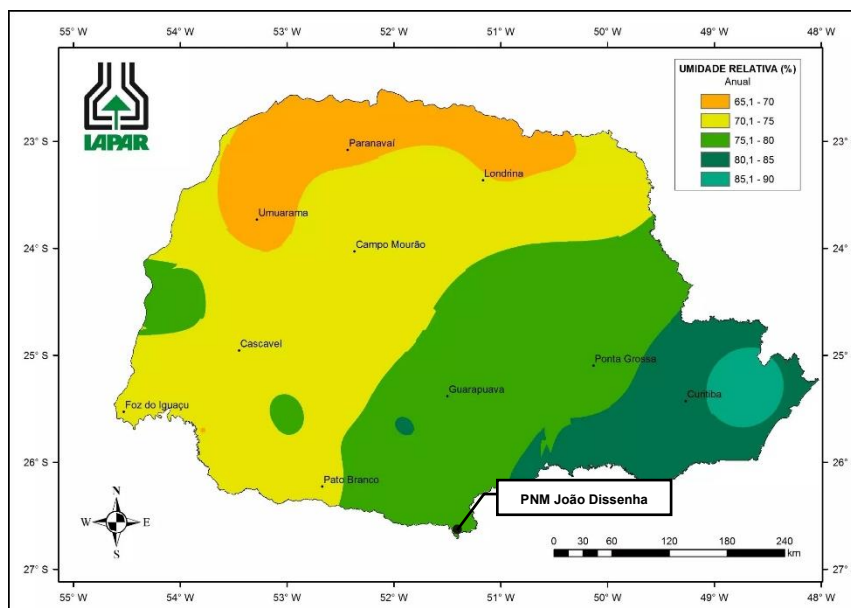 55° W 54° W 53° W 52° W 51° W 50° W 49° W 48° W
IAPAR
UMIDADE RELATIVA (%)
Anual
65,1 - 70
70,1 - 75
75,1 - 80
80,1 - 85
85,1 - 90
23° S
23° S
Paranavaí
Londrina
Umuarama
24° S
24° S
Campo Mourão
25° S
25° S
Cascavel
Ponta Grossa
Guarapuava
Curitiba
Foz do Iguaçu
26° S
26° S
Pato Branco
PNM João Dissenha
N
W E
S
0 30 60 120 180 240
km
27° S
27° S
55° W 54° W 53° W 52° W 51° W 50° W 49° W 48° W